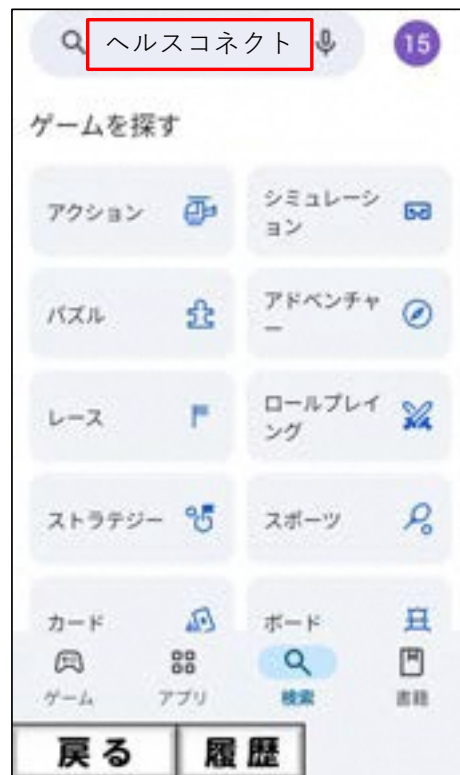 ヘルスコネクト
15
ゲームを探す
アクション
シミュレーシ
ョン
パズル
アドベンチャ
ー
レース
ロールプレイ
ング
ストラテジー
スポーツ
カード
ボード
ゲーム
アプリ
検索
書籍
戻る
履歴